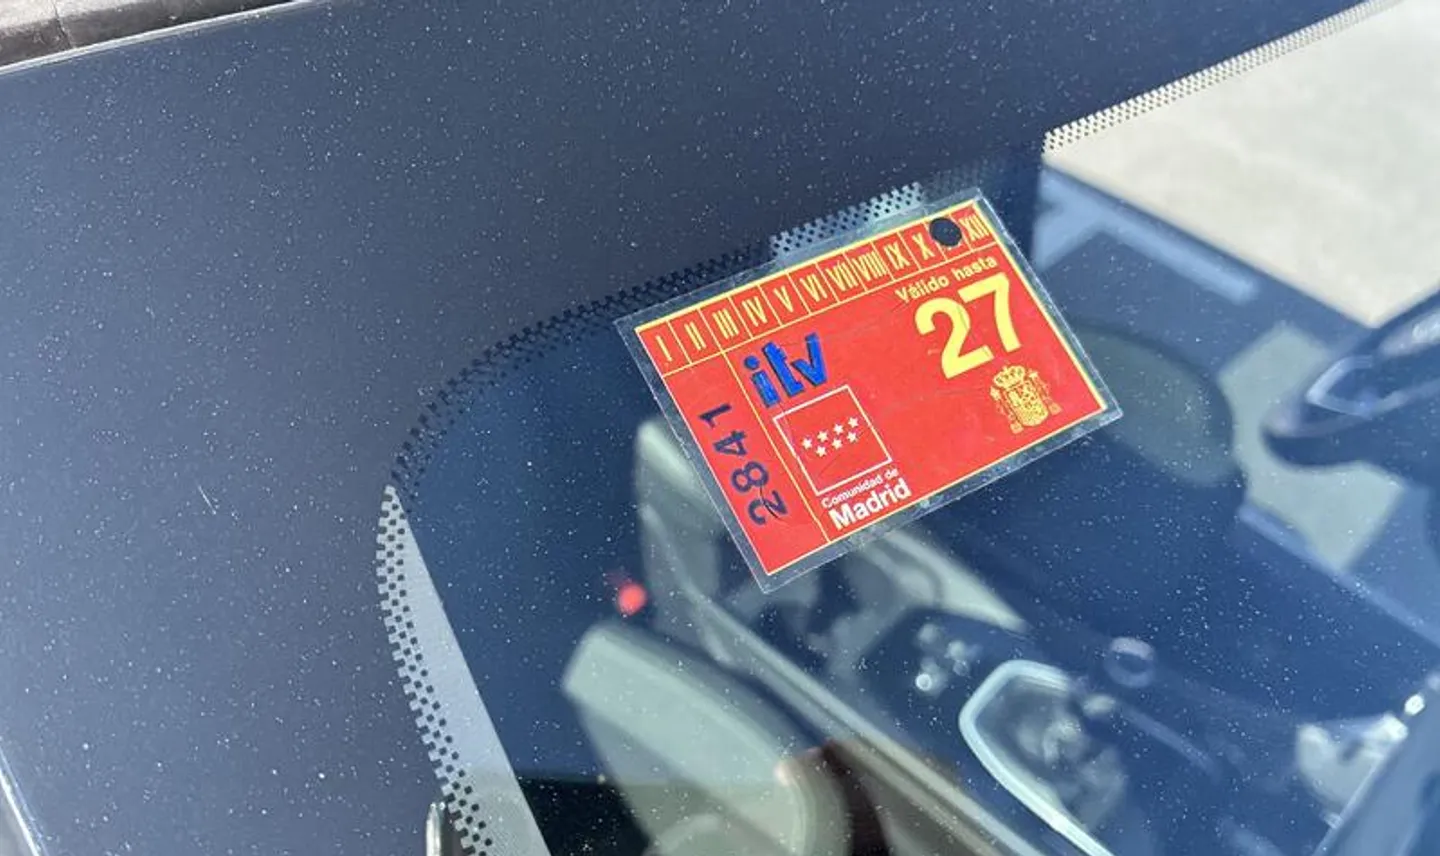 I II III IV V VI VII VIII IX X XII
Válido hasta
27
itv
2841
Comunidad de
Madrid